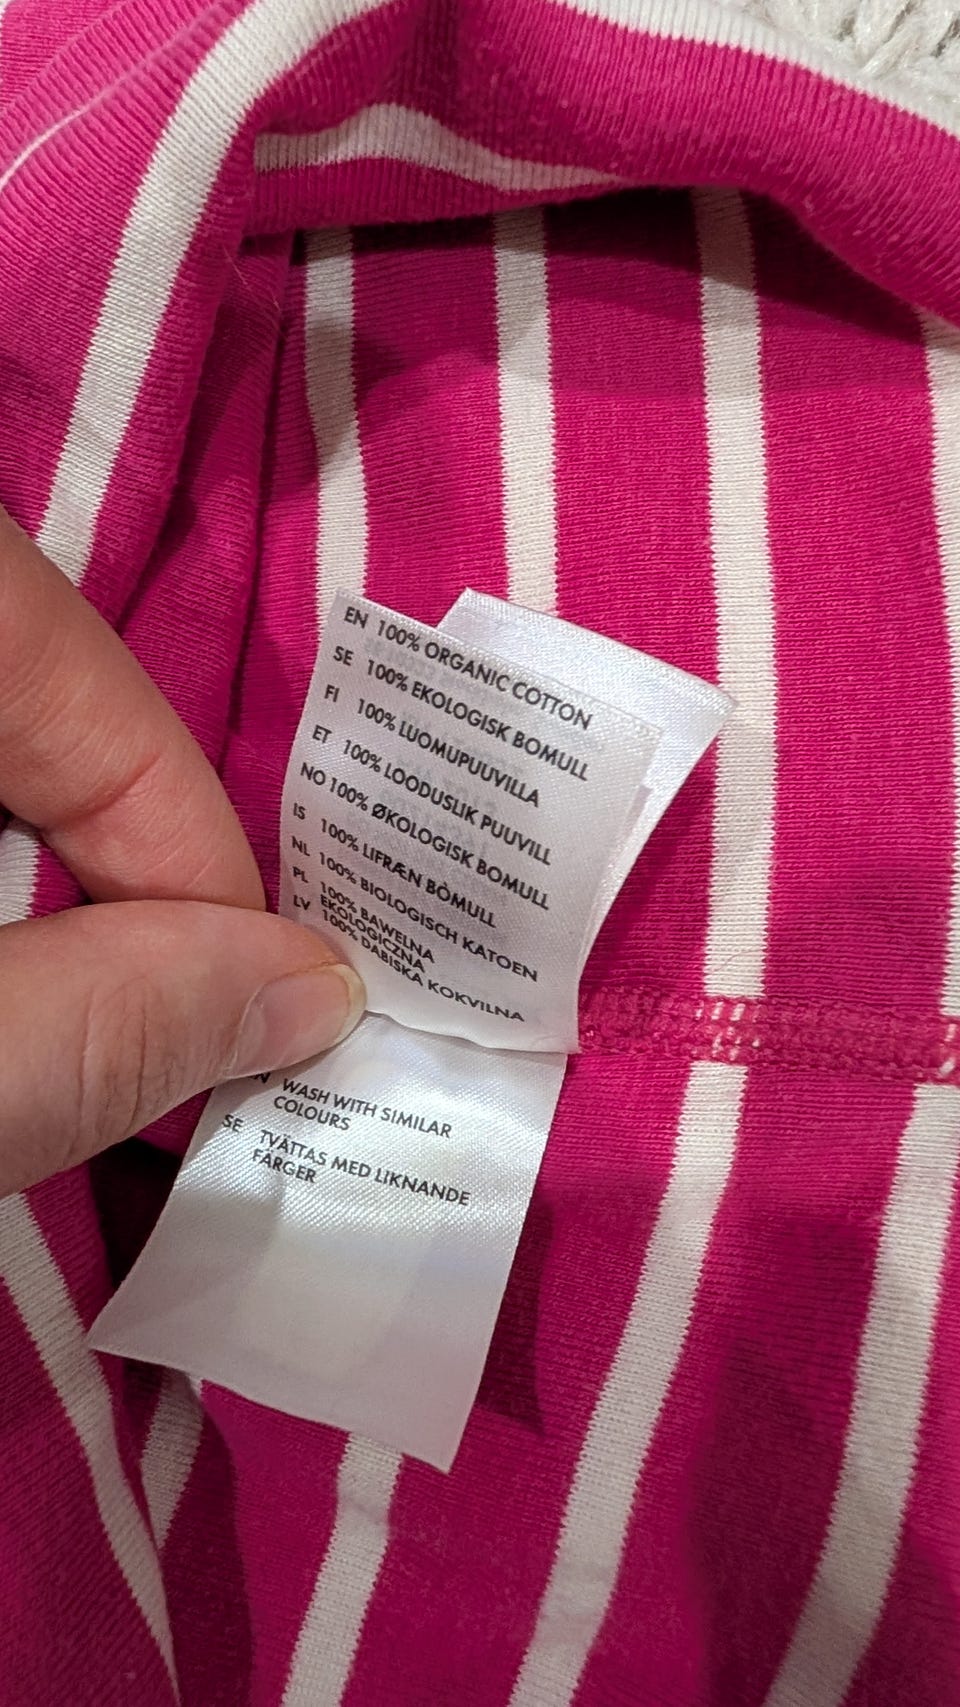 EN 100% ORGANIC COTTON
SE 100% EKOLOGISK BOMULL
FI 100% LUOMUPUUVILLA
ET 100% LOODUSLIK PUUVILL
NO 100% ØKOLOGISK BOMULL
IS 100% LIFRÆN BÒMULL
NL 100% BIOLOGISCH KATOEN
PL 100% BAWELNA
EKOLOGICZNA
LV 100% DABISKA KOKVILNA
WASH WITH SIMILAR
COLOURS
SE TVÄTTAS MED LIKNANDE
FÄRGER